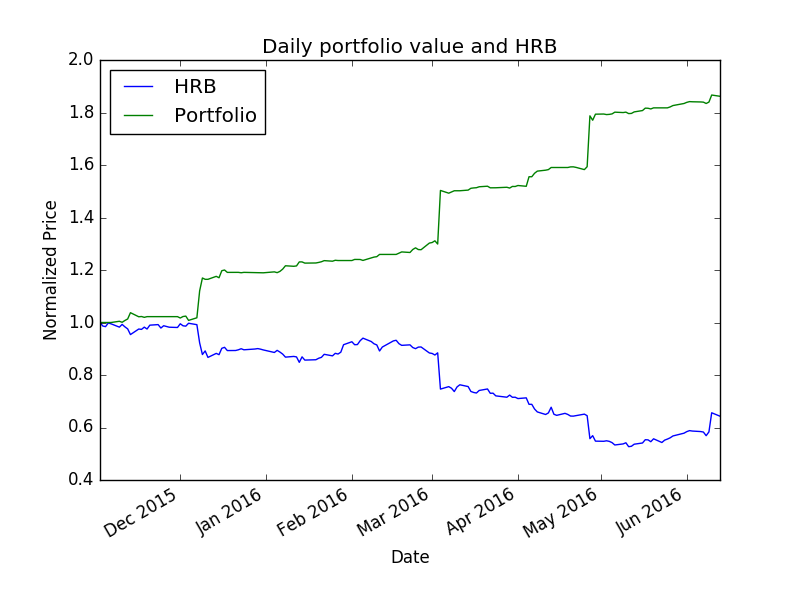 Daily portfolio value and HRB
2.0
1.8
1.6
1.4
1.2
1.0
0.8
0.6
0.4
HRB
Portfolio
Normalized Price
Dec 2015
Jan 2016
Feb 2016
Mar 2016
Apr 2016
May 2016
Jun 2016
Date